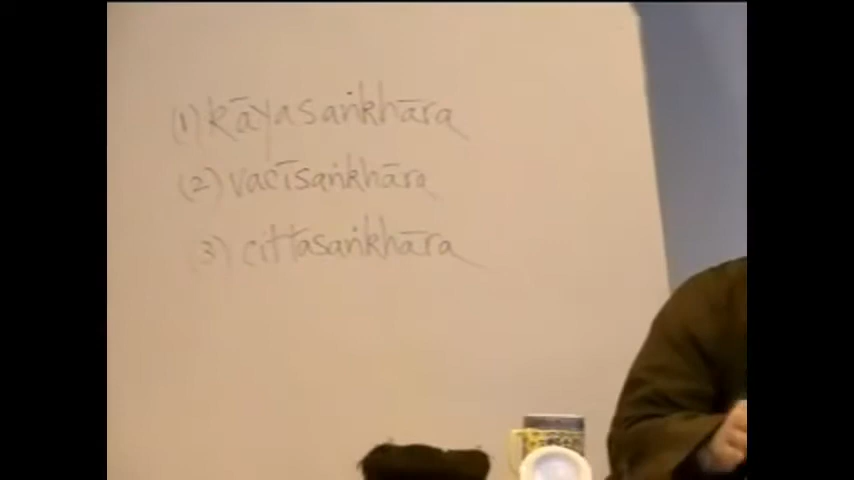 (1) kāyasaṅkhāra
(2) vacīsaṅkhāra
(3) cittasaṅkhāra